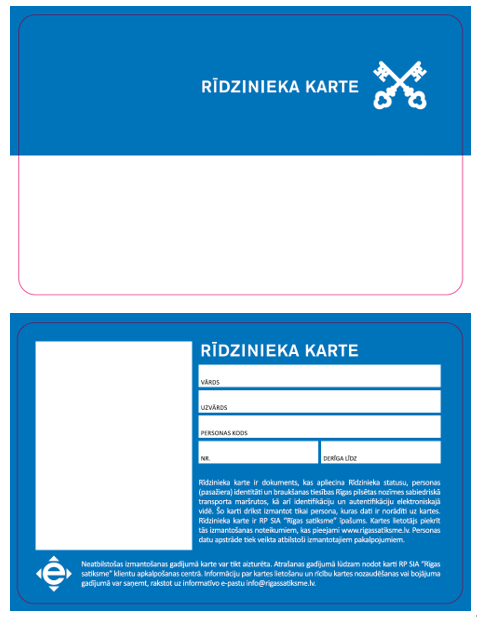 RĪDZINIEKA KARTE
RĪDZINIEKA KARTE
VĀRDS
UZVĀRDS
PERSONAS KODS
NR.
DERĪGA LĪDZ
Rīdzinieka karte ir dokuments, kas apliecina Rīdzinieka statusu, personas
(pasažiera) identitāti un braukšanas tiesības Rīgas pilsētas nozīmes sabiedriskā
transporta maršrutos, kā arī identifikāciju un autentifikāciju elektroniskajā
vidē. Šo karti drīkst izmantot tikai persona, kuras dati ir norādīti uz kartes.
Rīdzinieka karte ir RP SIA "Rīgas satiksme" īpašums. Kartes lietotājs piekrīt
tās izmantošanas noteikumiem, kas pieejami www.rigassatiksme.lv. Personas
datu apstrāde tiek veikta atbilstoši izmantotajiem pakalpojumiem.
Neatbilstošas izmantošanas gadījumā karte var tikt aizturēta. Atrašanas gadījumā lūdzam nodot karti RP SIA "Rīgas
satiksme" klientu apkalpošanas centrā. Informāciju par kartes lietošanu un rīcību kartes nozaudēšanas vai bojājuma
gadījumā var saņemt, rakstot uz informatīvo e-pastu info@rigassatiksme.lv.